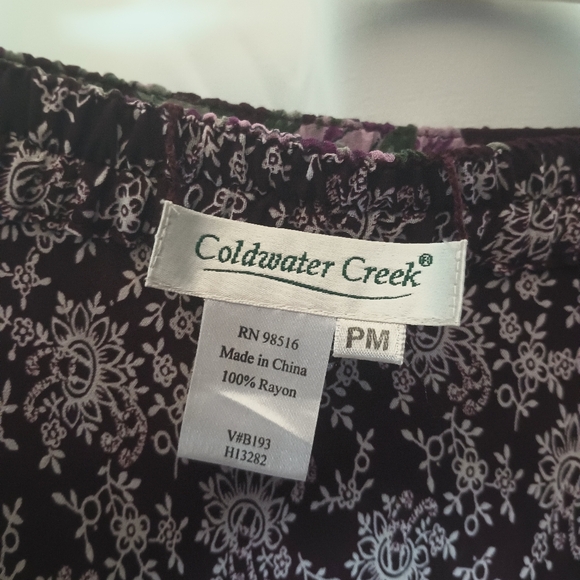 Coldwater Creek®
PM
RN 98516
Made in China
100% Rayon
V#B193
H13282